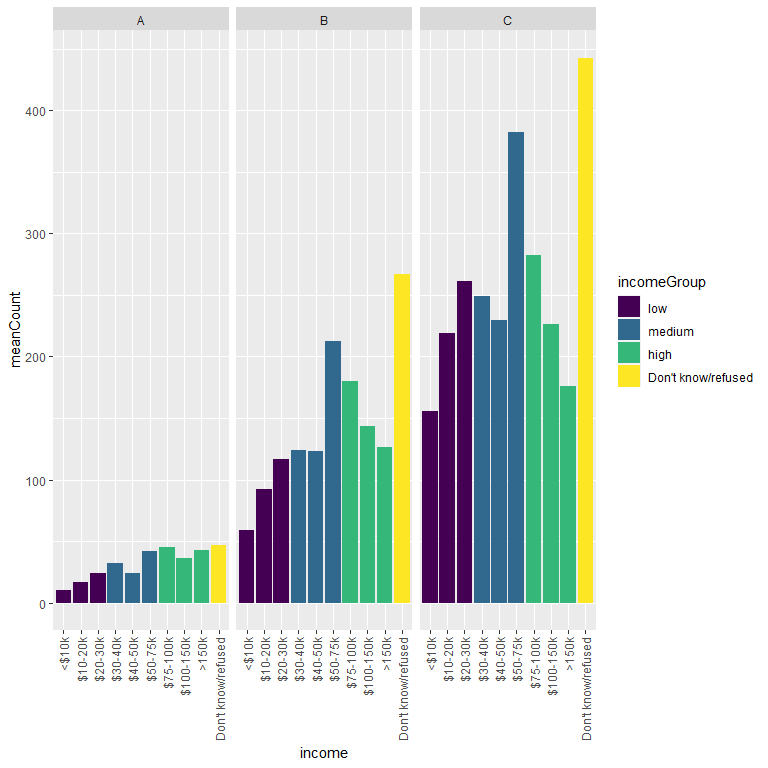 A B C
meanCount
400
300
200
100
0
<$10k
$10-20k
$20-30k
$30-40k
$40-50k
$50-75k
$75-100k
$100-150k
>150k
Don't know/refused
<$10k
$10-20k
$20-30k
$30-40k
$40-50k
$50-75k
$75-100k
$100-150k
>150k
Don't know/refused
<$10k
$10-20k
$20-30k
$30-40k
$40-50k
$50-75k
$75-100k
$100-150k
>150k
Don't know/refused
income
incomeGroup
low
medium
high
Don't know/refused